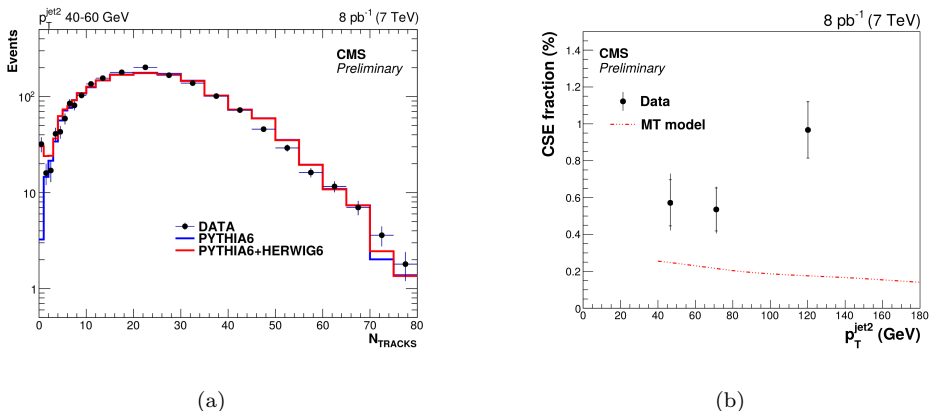 p_T^jet2 40-60 GeV 8 pb⁻¹ (7 TeV)
Events
CMS
Preliminary
10²
10
1
DATA
PYTHIA6
PYTHIA6+HERWIG6
0 10 20 30 40 50 60 70 80
N_TRACKS
(a)
8 pb⁻¹ (7 TeV)
CSE fraction (%)
CMS
Preliminary
Data
MT model
1.4
1.2
1
0.8
0.6
0.4
0.2
0
0 20 40 60 80 100 120 140 160 180
p_T^jet2 (GeV)
(b)